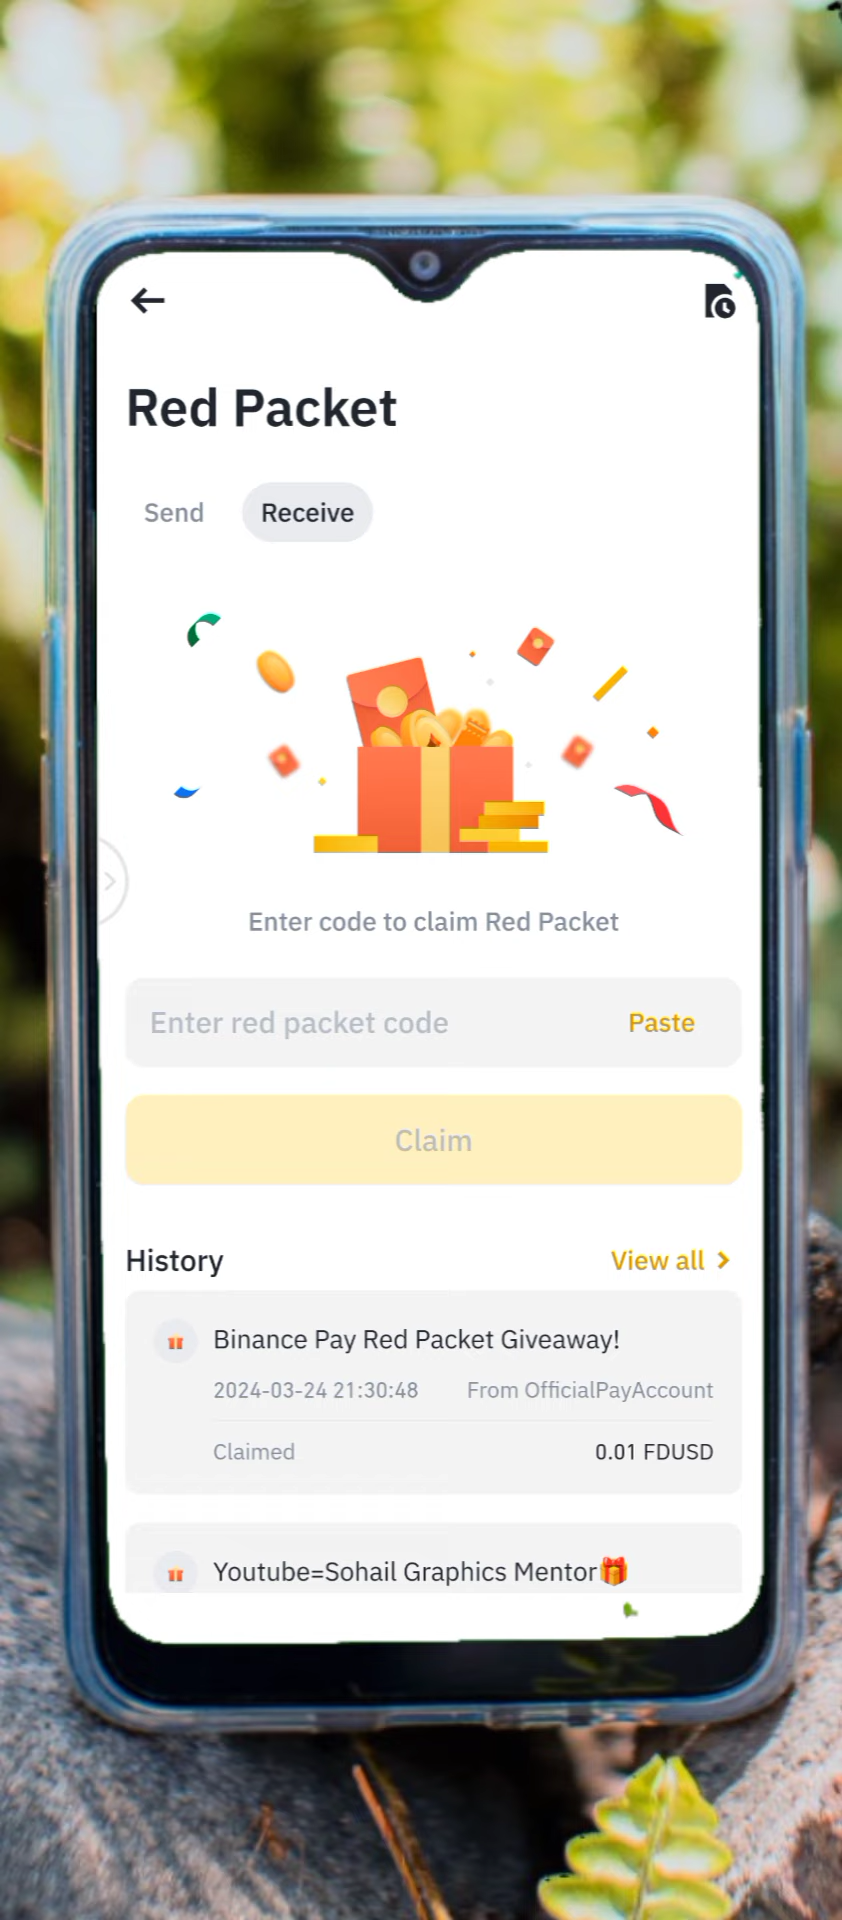 Red Packet
Send Receive
Enter code to claim Red Packet
Enter red packet code Paste
Claim
History View all
Binance Pay Red Packet Giveaway!
2024-03-24 21:30:48 From OfficialPayAccount
Claimed 0.01 FDUSD
Youtube=Sohail Graphics Mentor🎁